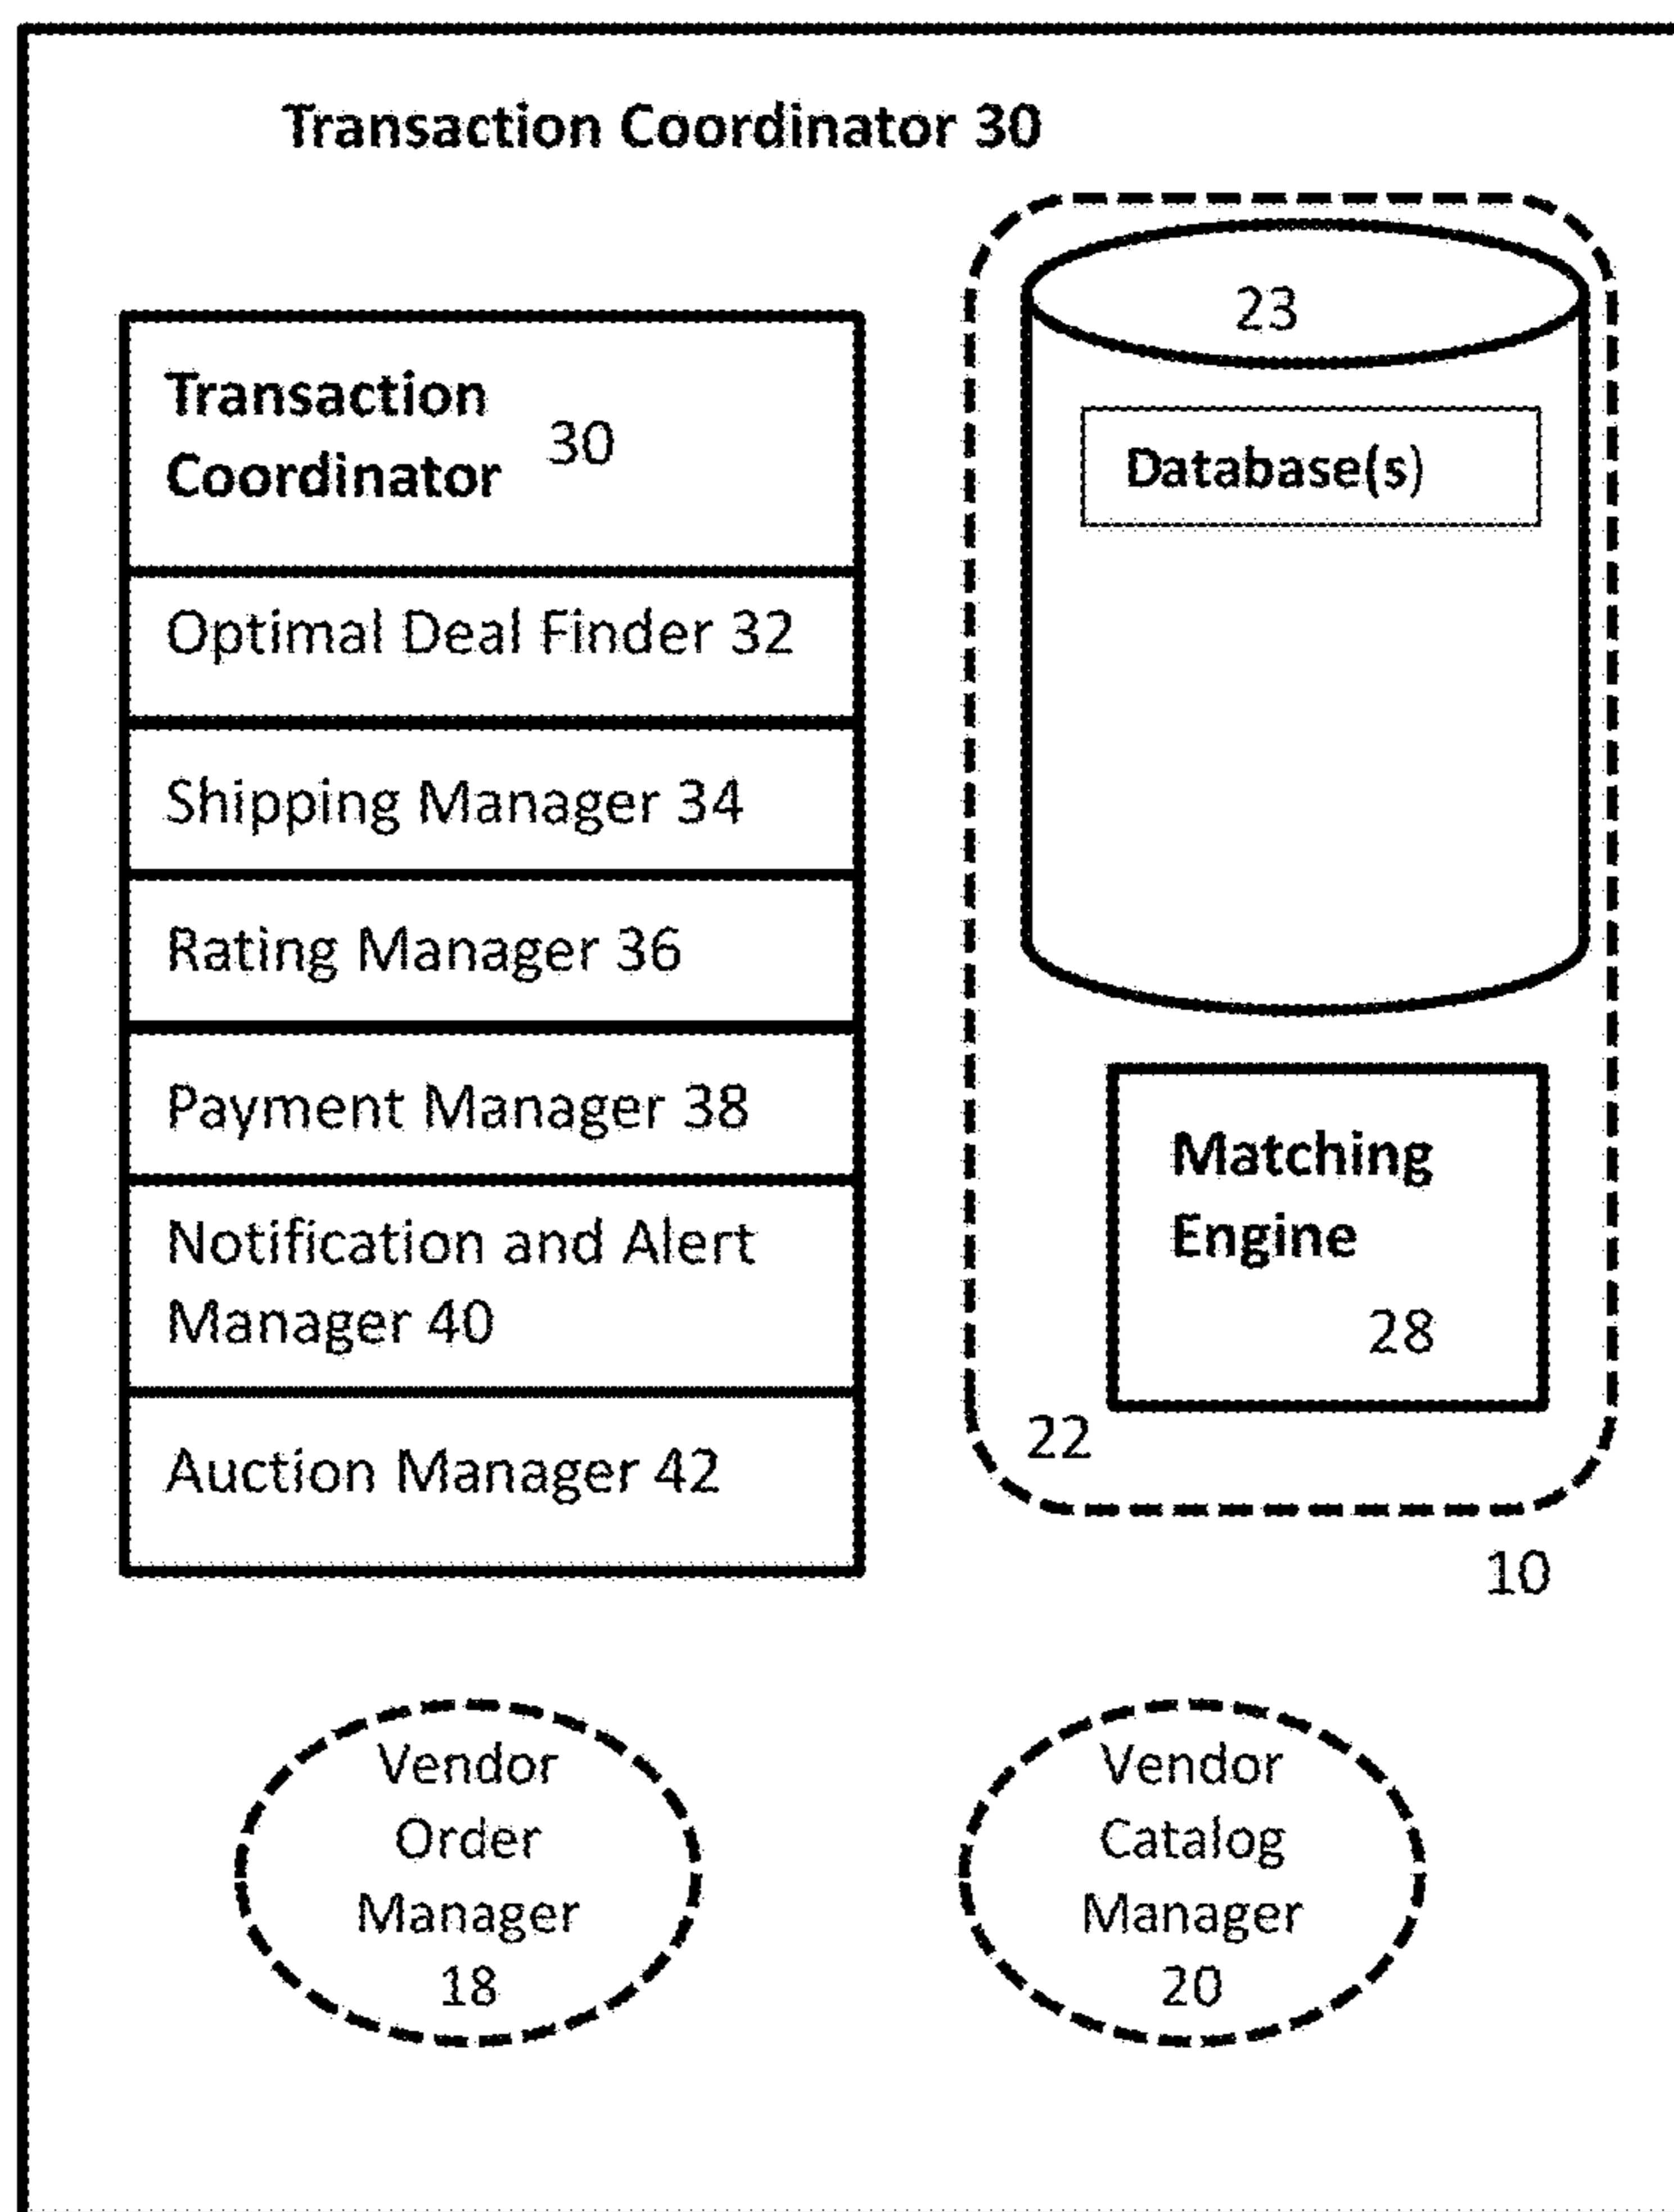 Transaction Coordinator 30
Transaction
Coordinator 30
Optimal Deal Finder 32
Shipping Manager 34
Rating Manager 36
Payment Manager 38
Notification and Alert
Manager 40
Auction Manager 42
23
Database(s)
Matching
Engine
28
22
10
Vendor
Order
Manager
18
Vendor
Catalog
Manager
20